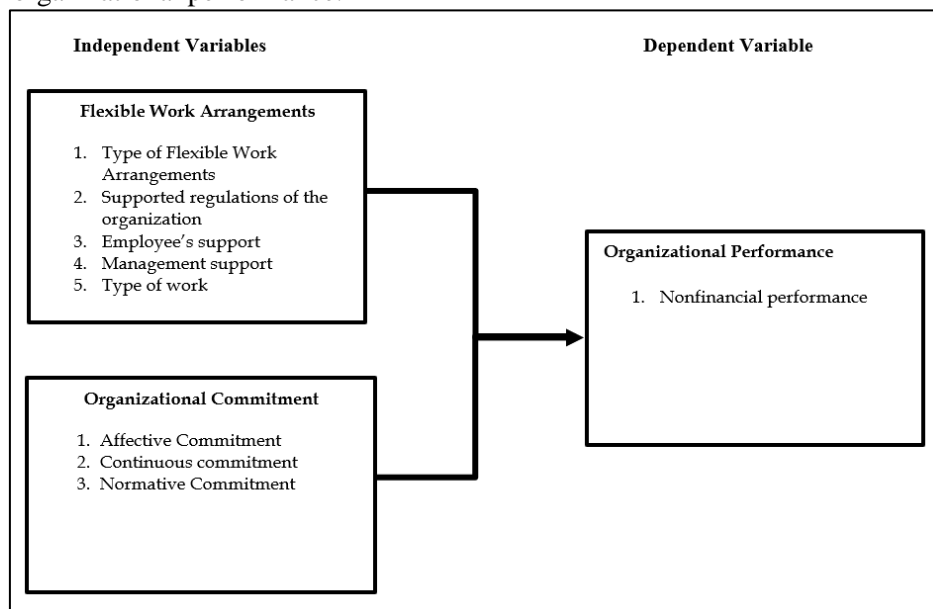 organizational performance.
Independent Variables
Dependent Variable
Flexible Work Arrangements
1. Type of Flexible Work
Arrangements
2. Supported regulations of the
organization
3. Employee's support
4. Management support
5. Type of work
Organizational Performance
1. Nonfinancial performance
Organizational Commitment
1. Affective Commitment
2. Continuous commitment
3. Normative Commitment